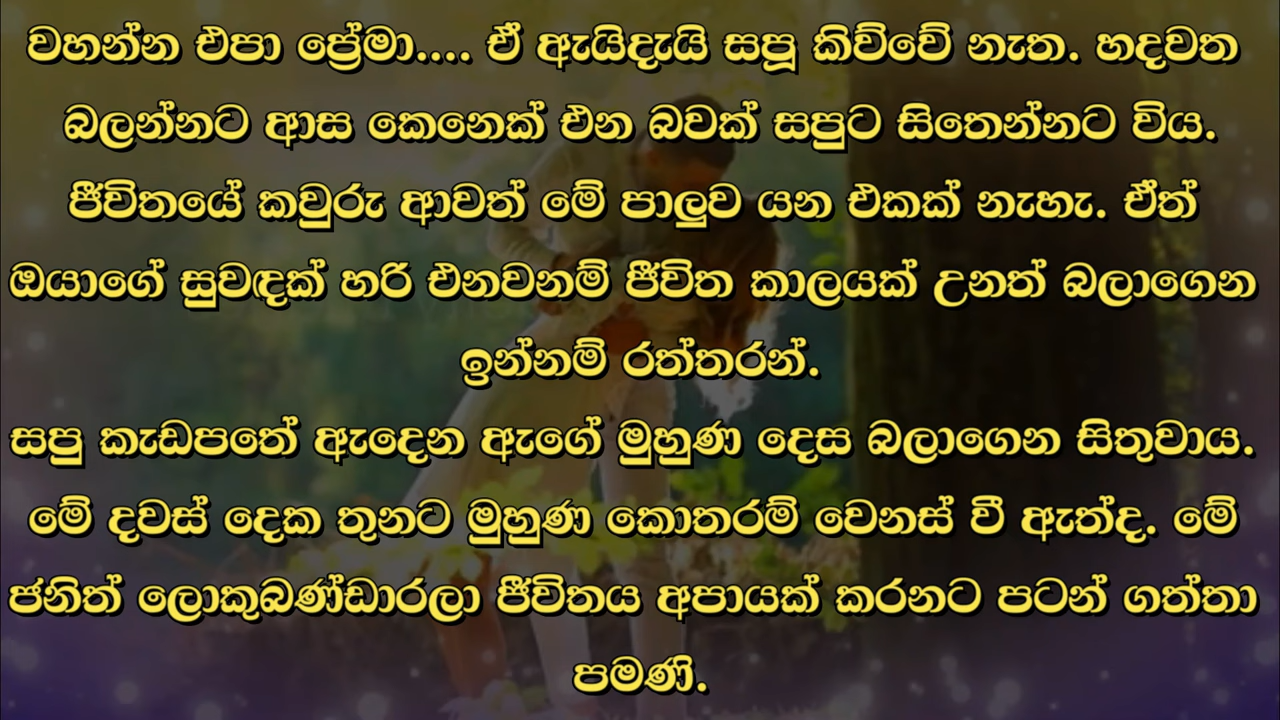 වහන්න එපා ප්‍රේමා.... ඒ ඇයිදැයි සපූ කිව්වේ නැත. හදවත
බලන්නට ආස කෙනෙක් එන බවක් සපුට සිතෙන්නට විය.
ජීවිතයේ කවුරු ආවත් මේ පාලුව යන එකක් නැහැ. ඒත්
ඔයාගේ සුවඳක් හරි එනවනම් ජීවිත කාලයක් උනත් බලාගෙන
ඉන්නම් රත්තරන්.
සපු කැඩපතේ ඇදෙන ඇගේ මුහුණ දෙස බලාගෙන සිතුවාය.
මේ දවස් දෙක තුනට මුහුණ කොතරම් වෙනස් වී ඇත්ද. මේ
ජනිත් ලොකුබණ්ඩාරලා ජීවිතය අපායක් කරනට පටන් ගත්තා
පමණි.